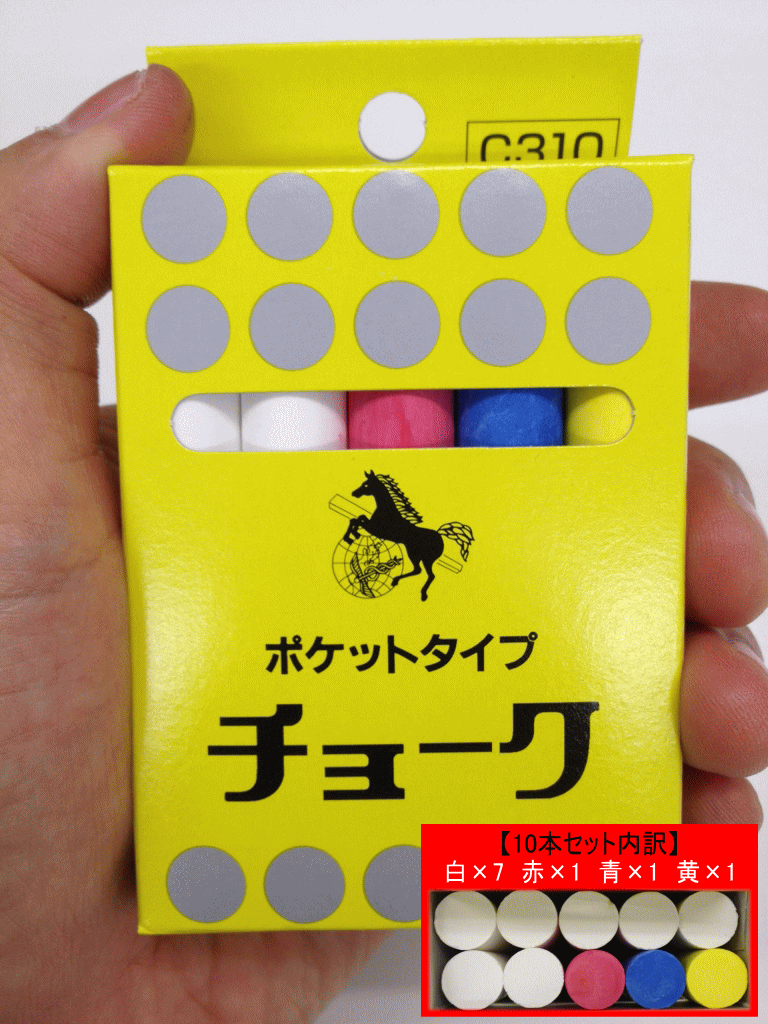 C310
ポケットタイプ
チョーク
【10本セット内訳】
白×7 赤×1 青×1 黄×1